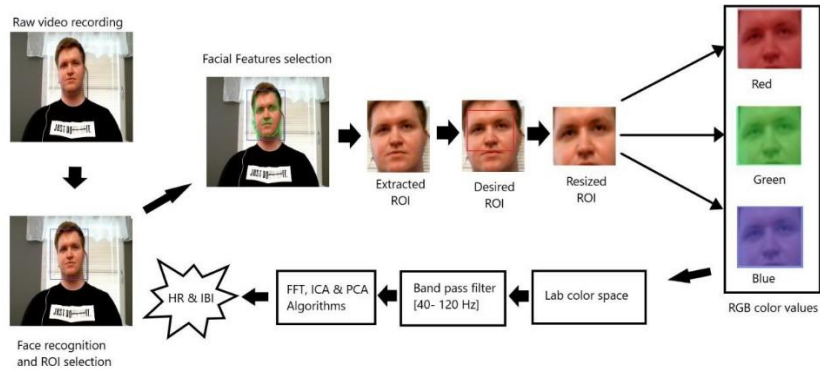 Raw video recording
Facial Features selection
Red
Extracted
ROI
Desired
ROI
Resized
ROI
Green
Blue
RGB color values
Lab color space
Band pass filter
[40- 120 Hz]
FFT, ICA & PCA
Algorithms
HR & IBI
Face recognition
and ROI selection